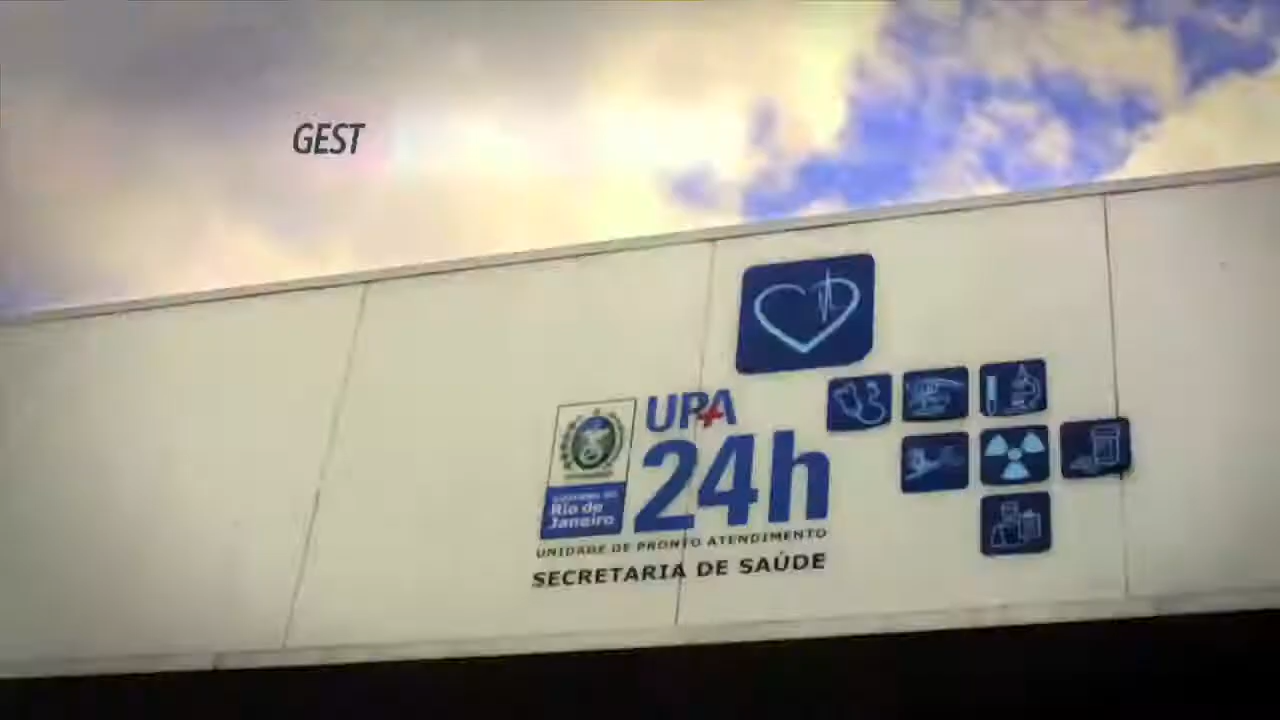 GEST
UPA
24h
GOVERNO DO
Rio de
Janeiro
UNIDADE DE PRONTO ATENDIMENTO
SECRETARIA DE SAÚDE